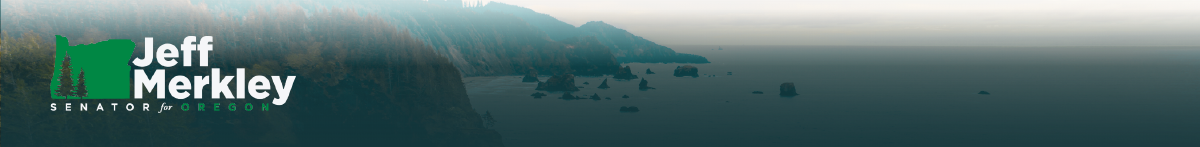 Jeff
Merkley
SENATOR for OREGON